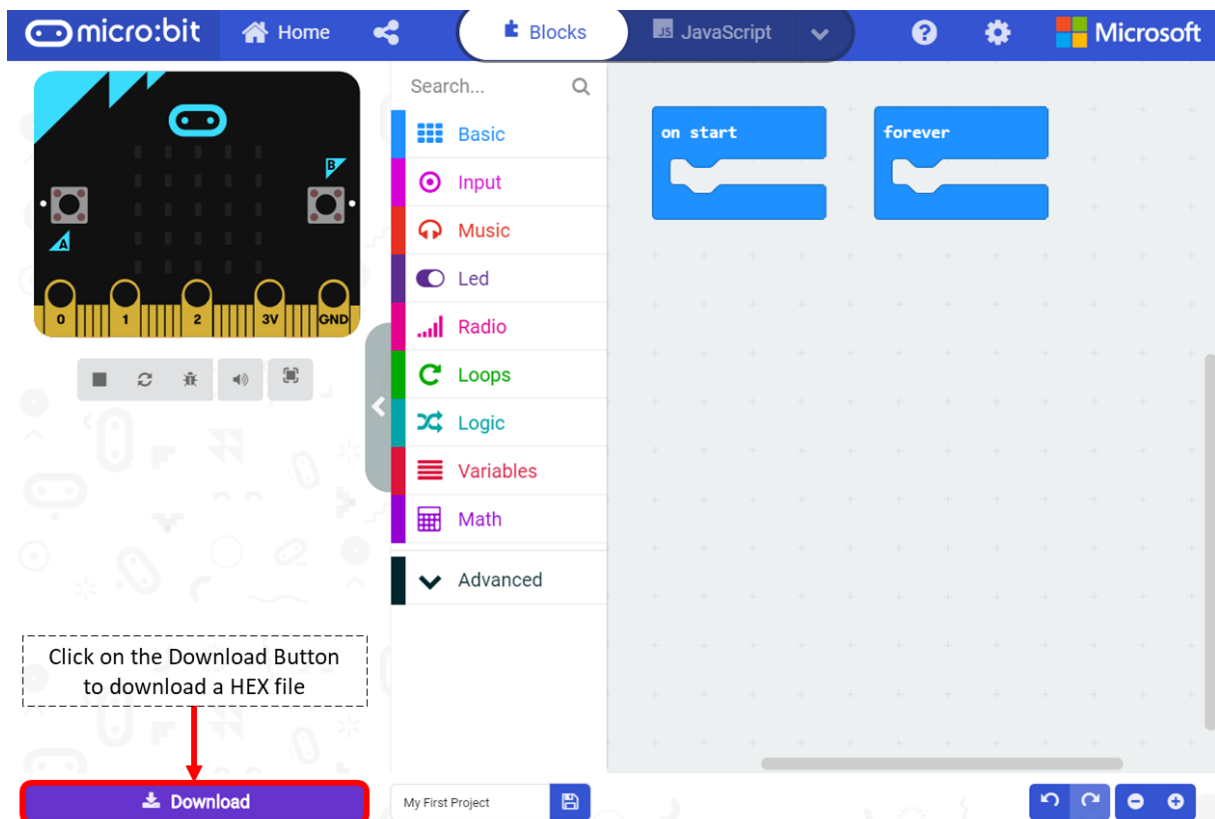 micro:bit Home Blocks JS JavaScript ? Microsoft
Search...
Basic
Input
Music
Led
Radio
Loops
Logic
Variables
Math
Advanced
B
A
0 1 2 3V GND
on start
forever
Click on the Download Button
to download a HEX file
Download
My First Project